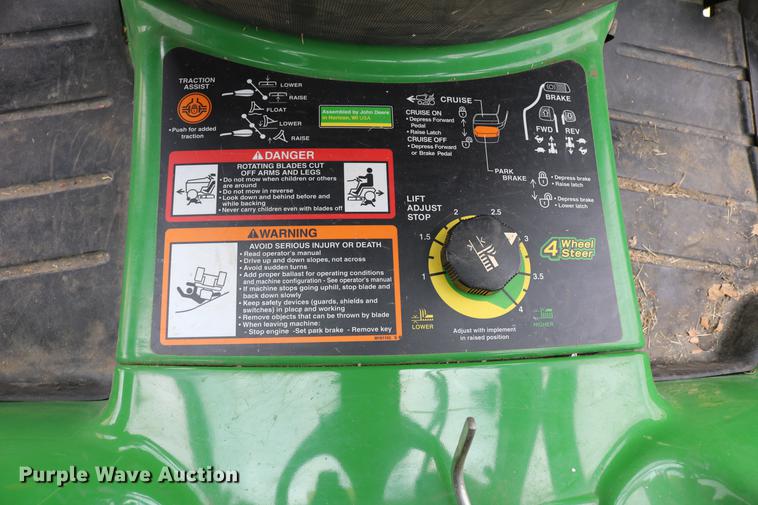 TRACTION
ASSIST
• Push for added
traction
LOWER
RAISE
FLOAT
LOWER
RAISE
Assembled by John Deere
in Horicon, WI USA
CRUISE
CRUISE ON
• Depress Forward
Pedal
• Raise Latch
CRUISE OFF
• Depress Forward
or Brake Pedal
PARK
BRAKE
BRAKE
FWD
REV
• Depress brake
• Raise latch
• Depress brake
• Lower latch
DANGER
ROTATING BLADES CUT
OFF ARMS AND LEGS
• Do not mow when children or others
are around
• Do not mow in reverse
• Look down and behind before and
while backing
• Never carry children even with blades off
WARNING
AVOID SERIOUS INJURY OR DEATH
• Read operator's manual
• Drive up and down slopes, not across
• Avoid sudden turns
• Add proper ballast for operating conditions
and machine configuration - See operator's manual
• If machine stops going uphill, stop blade and
back down slowly
• Keep safety devices (guards, shields and
switches) in place and working
• Remove objects that can be thrown by blade
• When leaving machine:
- Stop engine -Set park brake - Remove key
LIFT
ADJUST
STOP
1
1.5
2
2.5
3
3.5
4
LOWER
HIGHER
Adjust with implement
in raised position
4 Wheel
Steer
Purple Wave Auction